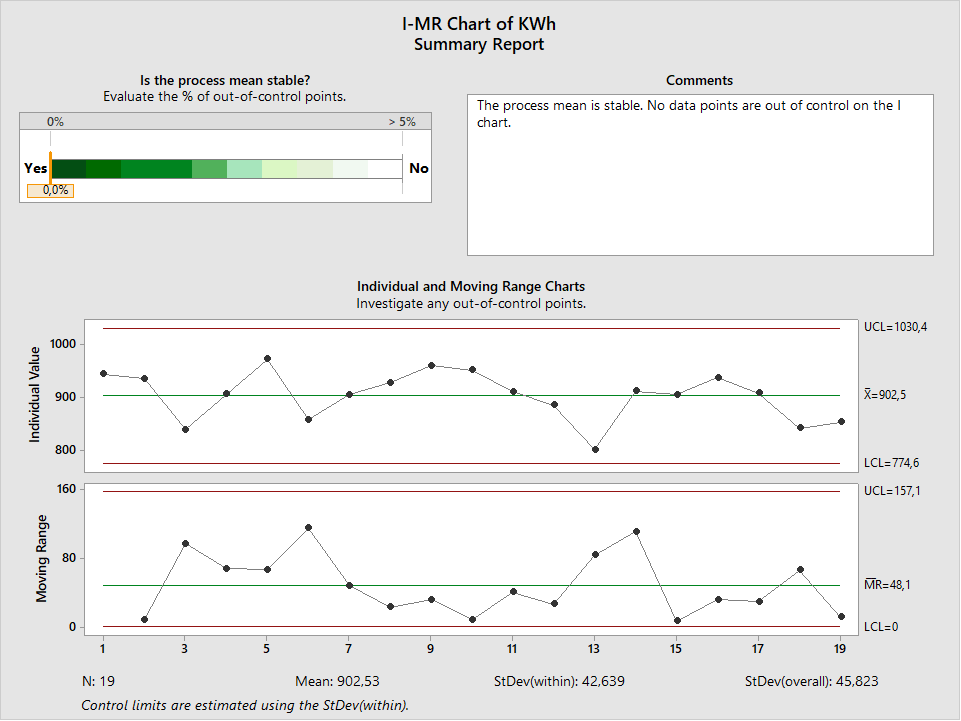 I-MR Chart of KWh
Summary Report
Is the process mean stable?
Evaluate the % of out-of-control points.
0%
> 5%
Yes
No
0,0%
Comments
The process mean is stable. No data points are out of control on the I
chart.
Individual and Moving Range Charts
Investigate any out-of-control points.
Individual Value
1000
900
800
UCL=1030,4
X̅=902,5
LCL=774,6
Moving Range
160
80
0
UCL=157,1
M̅R̅=48,1
LCL=0
1 3 5 7 9 11 13 15 17 19
N: 19 Mean: 902,53 StDev(within): 42,639 StDev(overall): 45,823
Control limits are estimated using the StDev(within).